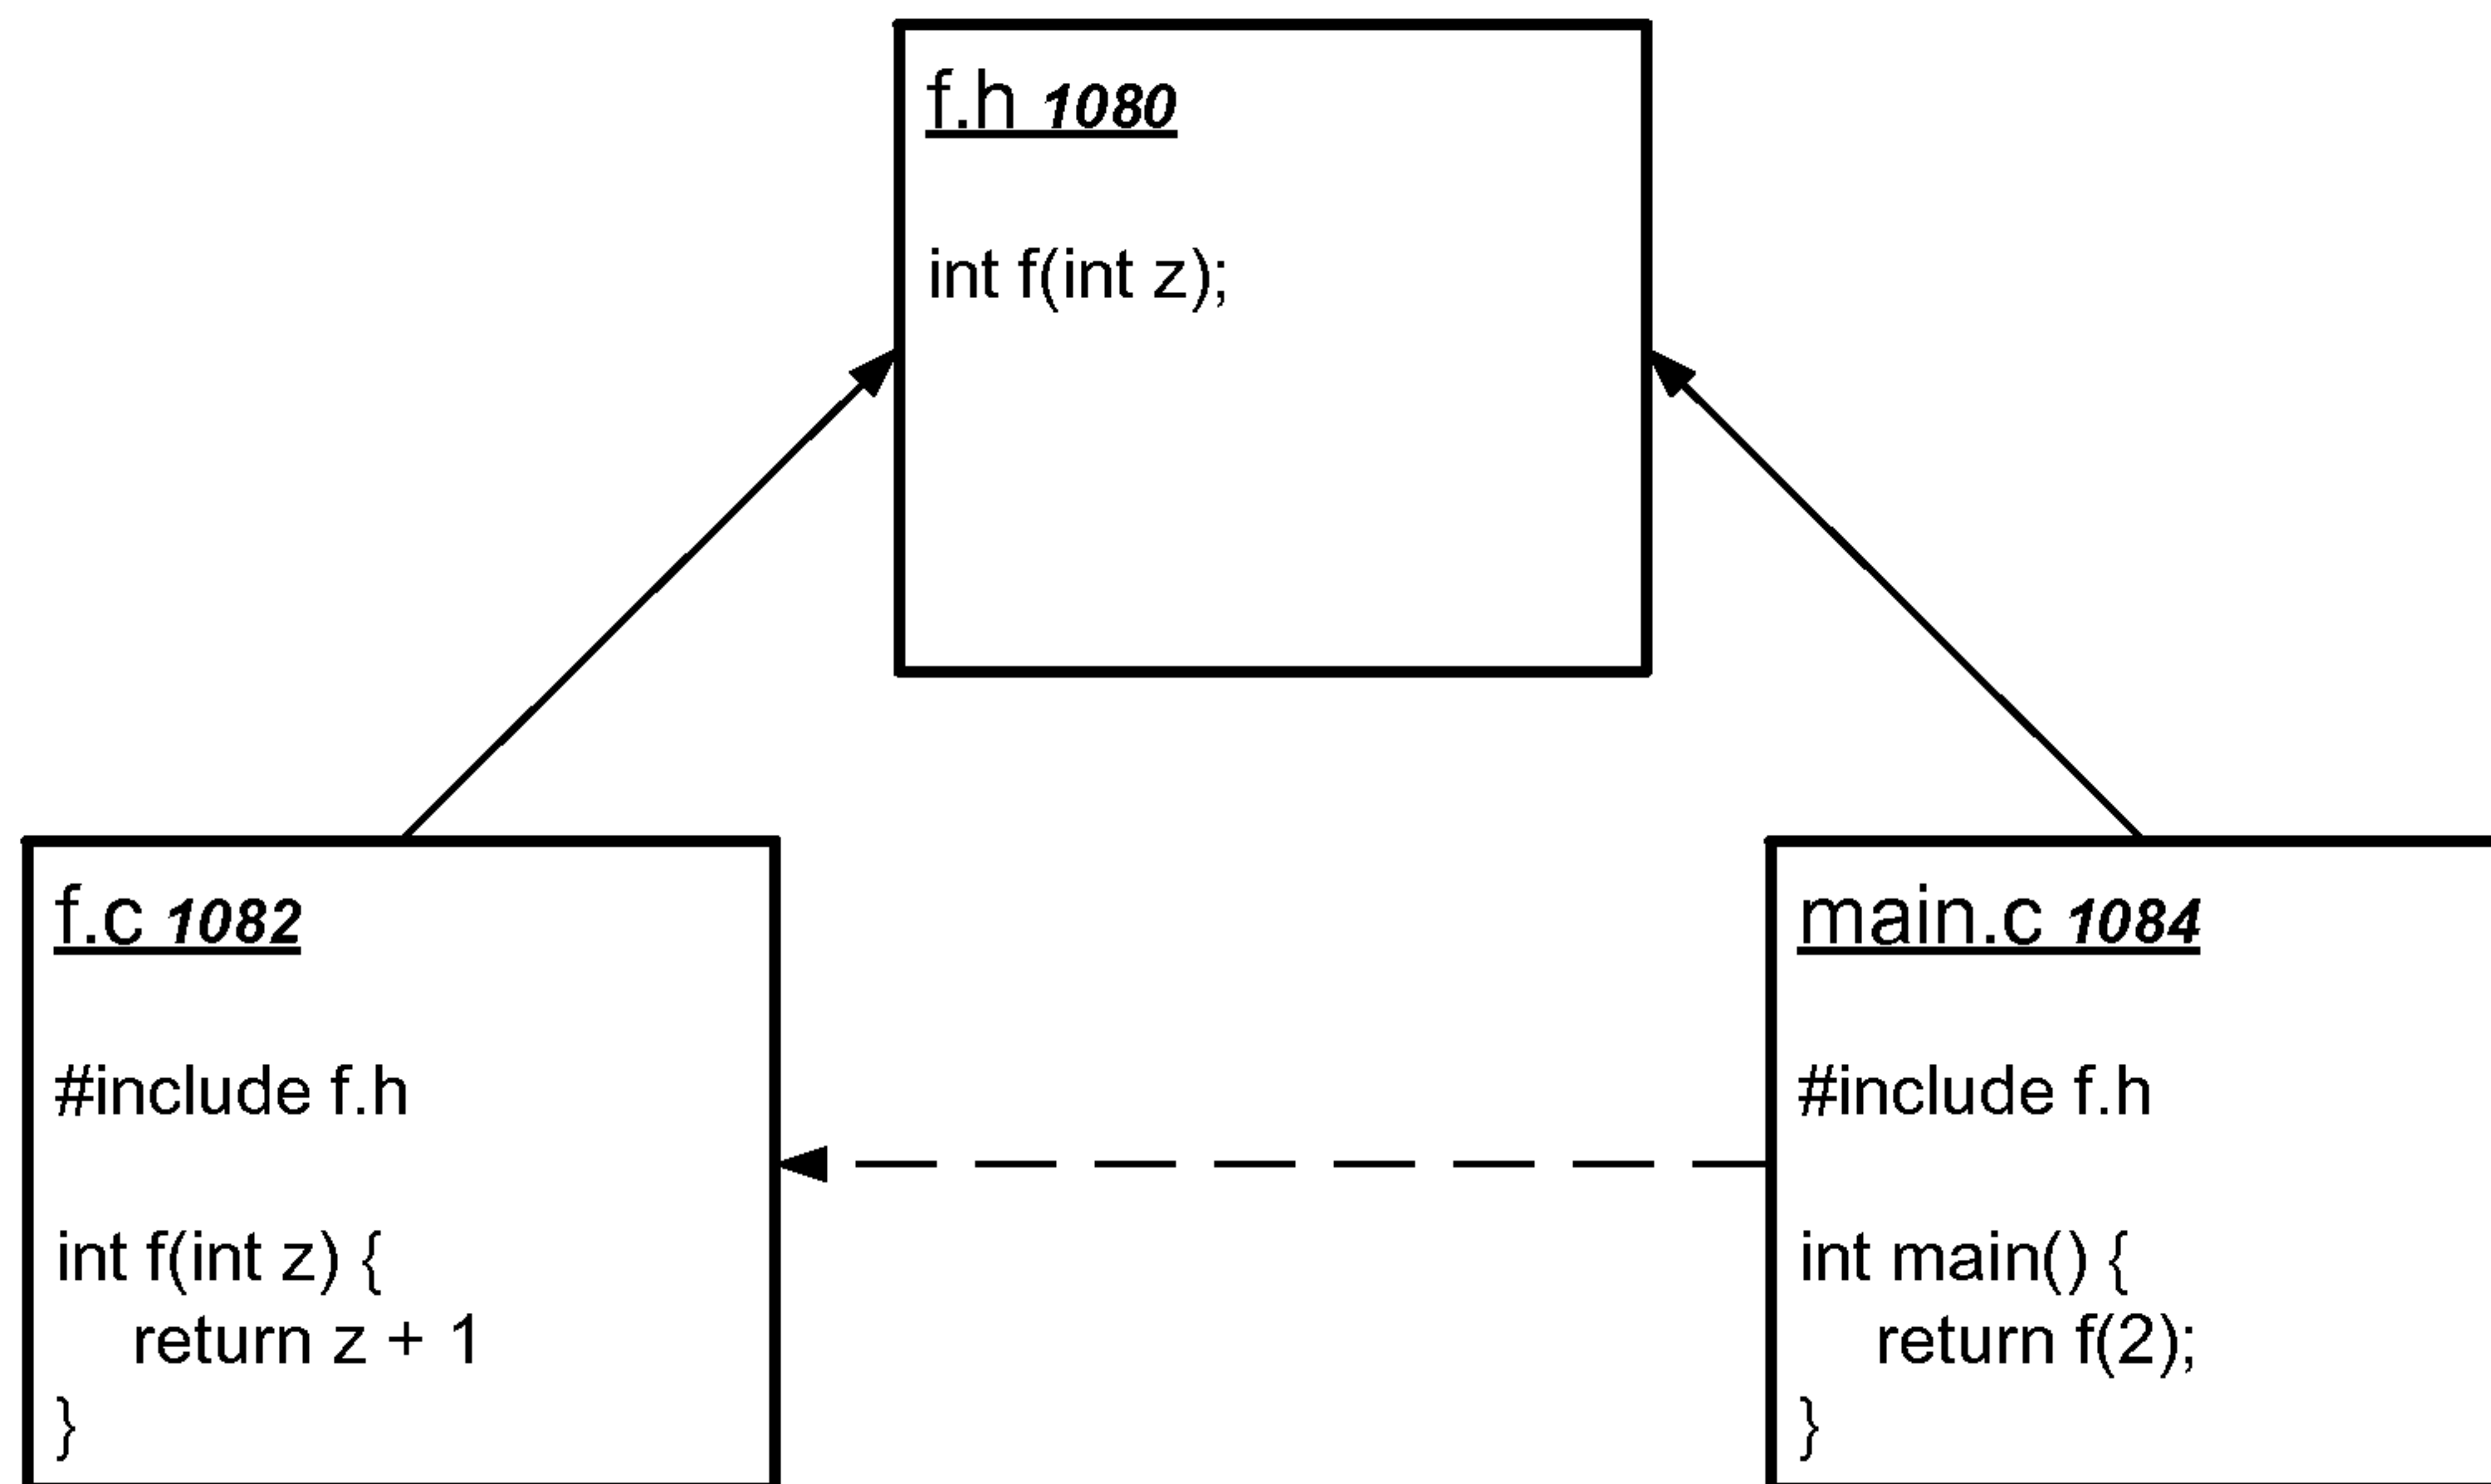 f.h 1080
int f(int z);
f.c 1082
#include f.h
int f(int z) {
return z + 1
}
main.c 1084
#include f.h
int main() {
return f(2);
}